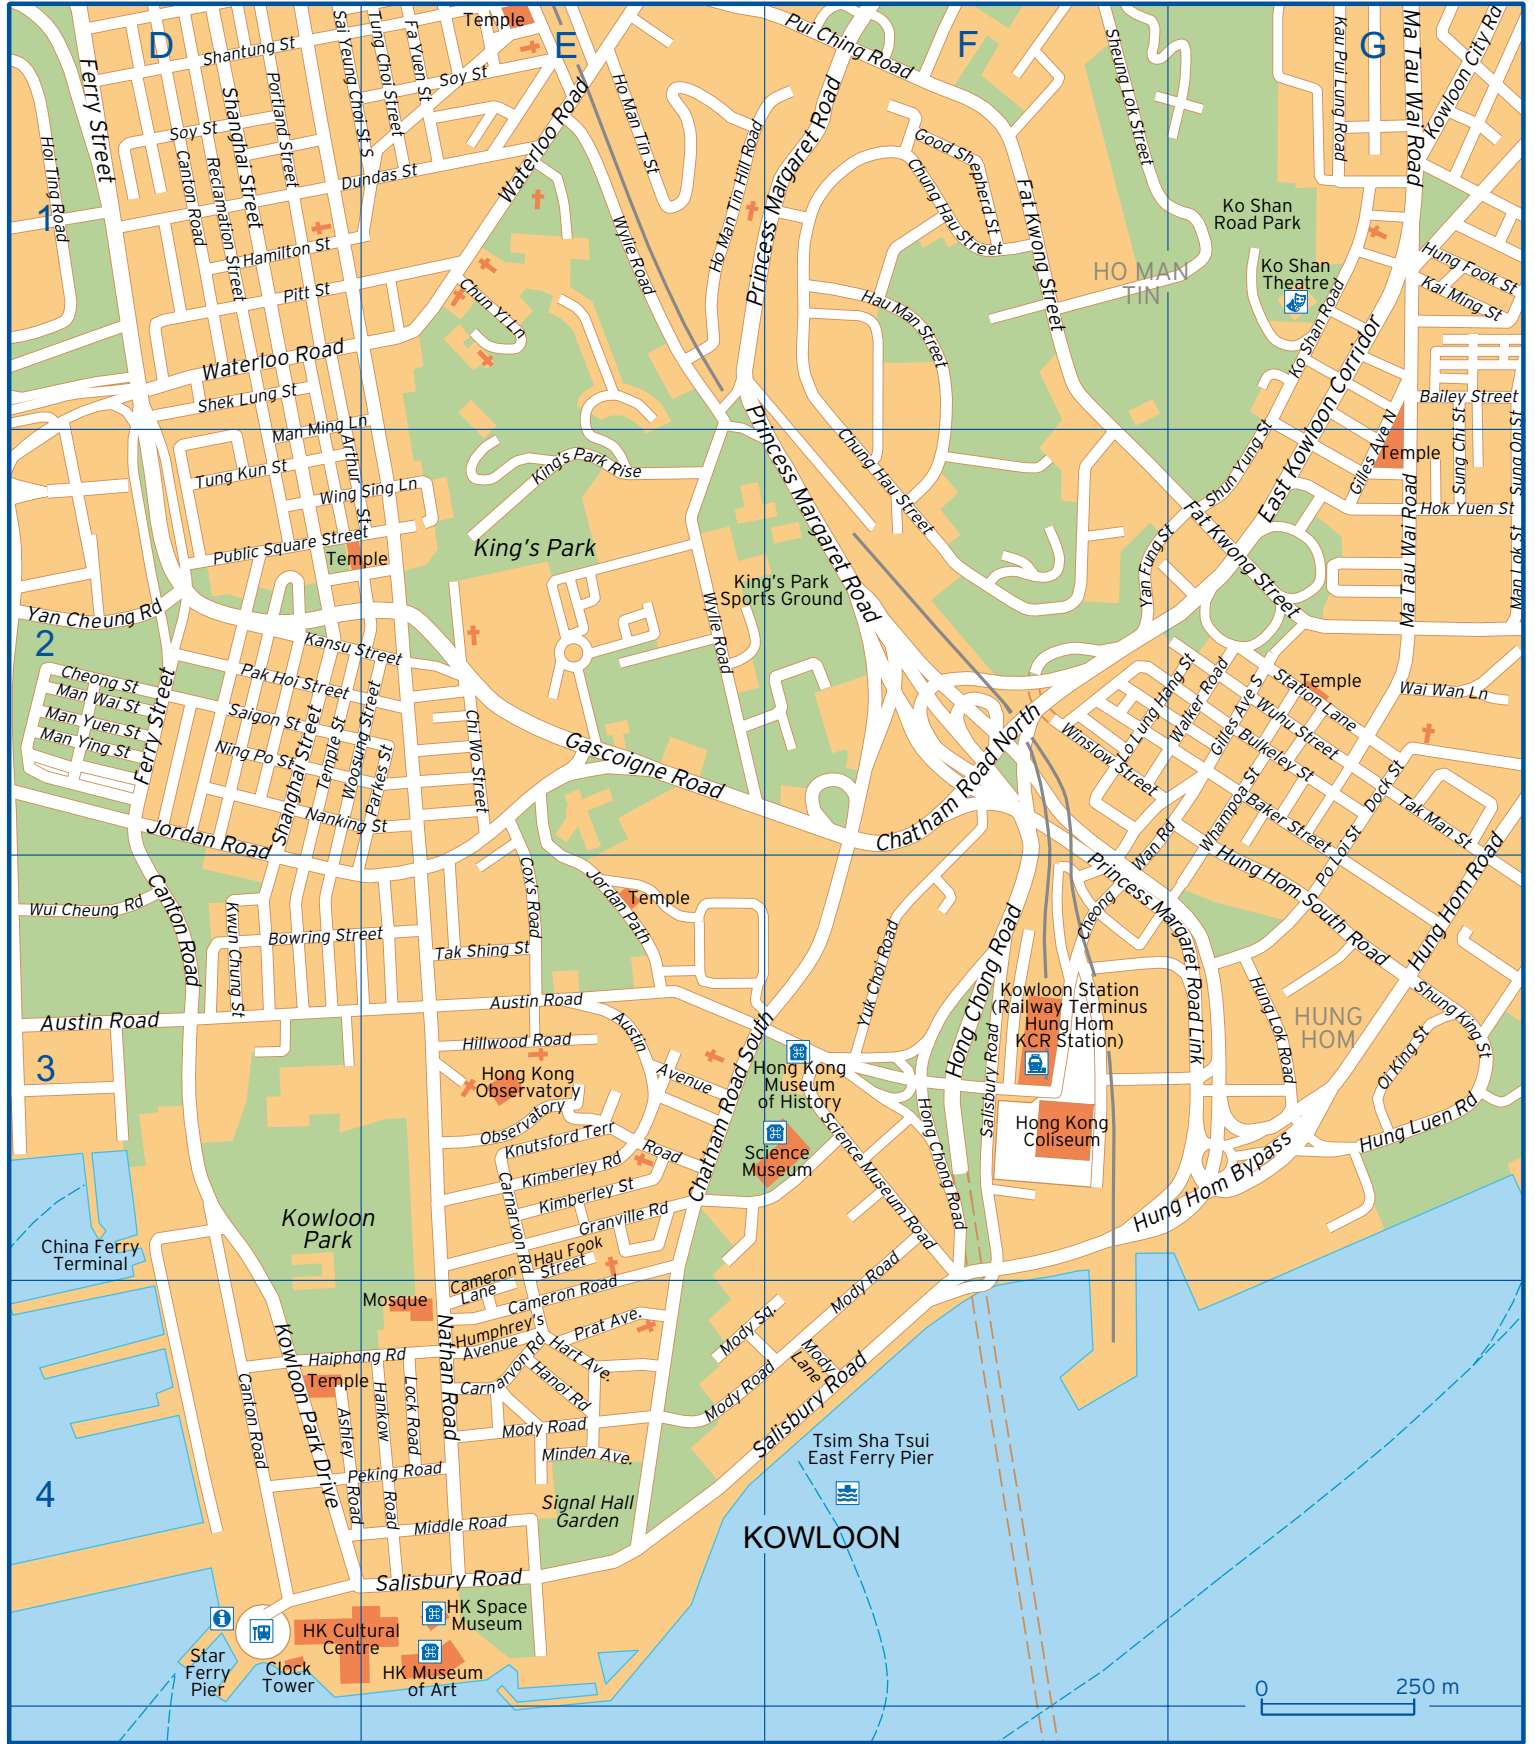 D
E
F
G
1
2
3
4
Temple
Shantung St
Sai Yeung Choi St S
Tung Choi Street
Fa Yuen St
Soy St
Ferry Street
Portland Street
Shanghai Street
Soy St
Canton Road
Reclamation Street
Dundas St
Hoi Ting Road
Hamilton St
Pitt St
Waterloo Road
Waterloo Road
Shek Lung St
Man Ming Ln
Arthur St
Tung Kun St
Wing Sing Ln
Public Square Street
Temple
Chun Yi Ln
Wylie Road
Ho Man Tin St
Ho Man Tin Hill Road
Princess Margaret Road
Pui Ching Road
Good Shepherd St
Chung Hau Street
Fat Kwong Street
Hau Man Street
Sheung Lok Street
HO MAN
TIN
Ko Shan
Road Park
Ko Shan
Theatre
Ko Shan Road
Kau Pui Lung Road
Ma Tau Wai Road
Kowloon City Rd
Hung Fook St
Kai Ming St
East Kowloon Corridor
Bailey Street
Gilles Ave N
Temple
Sung Chi St
Sung On St
Hok Yuen St
Man Lok St
Ma Tau Wai Road
Shun Yung St
Yan Fung St
Fat Kwong Street
Chung Hau Street
Princess Margaret Road
King's Park Rise
King's Park
King's Park
Sports Ground
Wylie Road
Yan Cheung Rd
Kansu Street
Cheong St
Man Wai St
Man Yuen St
Man Ying St
Ferry Street
Pak Hoi Street
Saigon St
Ning Po St
Shanghai Street
Temple St
Woosung Street
Parkes St
Nanking St
Chi Wo Street
Gascoigne Road
Jordan Road
Chatham Road North
Winslow Street
Lo Lung Hang St
Walker Road
Gilles Ave S
Station Lane
Temple
Wuhu Street
Bulkeley St
Wai Wan Ln
Baker Street
Whampoa St
Dock St
Tak Man St
Po Loi St
Wan Rd
Cheong
Hung Hom South Road
Hung Hom Road
Princess Margaret Road Link
Wui Cheung Rd
Canton Road
Kwun Chung St
Bowring Street
Tak Shing St
Cox's Road
Jordan Path
Temple
Austin Road
Austin Road
Hillwood Road
Austin
Avenue
Hong Kong
Observatory
Observatory
Road
Knutsford Terr
Kimberley Rd
Kimberley St
Granville Rd
Carnarvon Rd
Hau Fook
Street
Cameron
Lane
Cameron Road
Chatham Road South
Yuk Choi Road
Hong Chong Road
Salisbury Road
Kowloon Station
(Railway Terminus
Hung Hom
KCR Station)
Hong Kong
Museum
of History
Science
Museum
Science Museum Road
Hong Chong Road
Hong Kong
Coliseum
Hung Lok Road
HUNG
HOM
Shung King St
Oi King St
Hung Luen Rd
Hung Hom Bypass
Kowloon
Park
China Ferry
Terminal
Mosque
Nathan Road
Humphrey's
Avenue
Prat Ave.
Haiphong Rd
Temple
Kowloon Park Drive
Canton Road
Ashley
Road
Hankow
Road
Lock Road
Carnarvon Rd
Hart Ave.
Hanoi Rd
Mody Road
Minden Ave.
Peking Road
Middle Road
Signal Hall
Garden
Mody Sq.
Mody Road
Mody Road
Mody
Lane
Salisbury Road
Salisbury Road
Tsim Sha Tsui
East Ferry Pier
KOWLOON
HK Space
Museum
HK Cultural
Centre
HK Museum
of Art
Star
Ferry
Pier
Clock
Tower
0 250 m